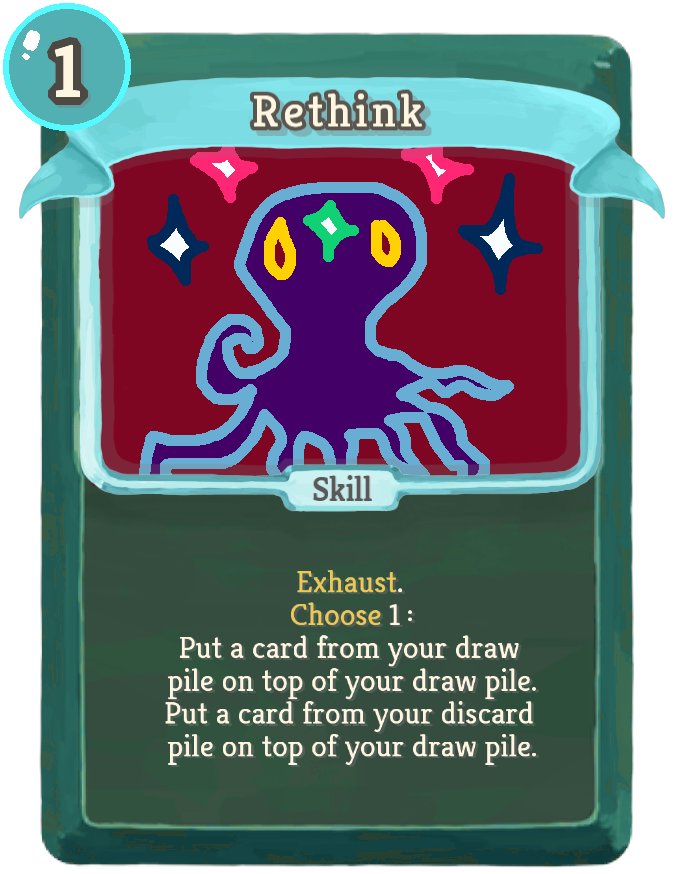 1
Rethink
Skill
Exhaust.
Choose 1:
Put a card from your draw
pile on top of your draw pile.
Put a card from your discard
pile on top of your draw pile.